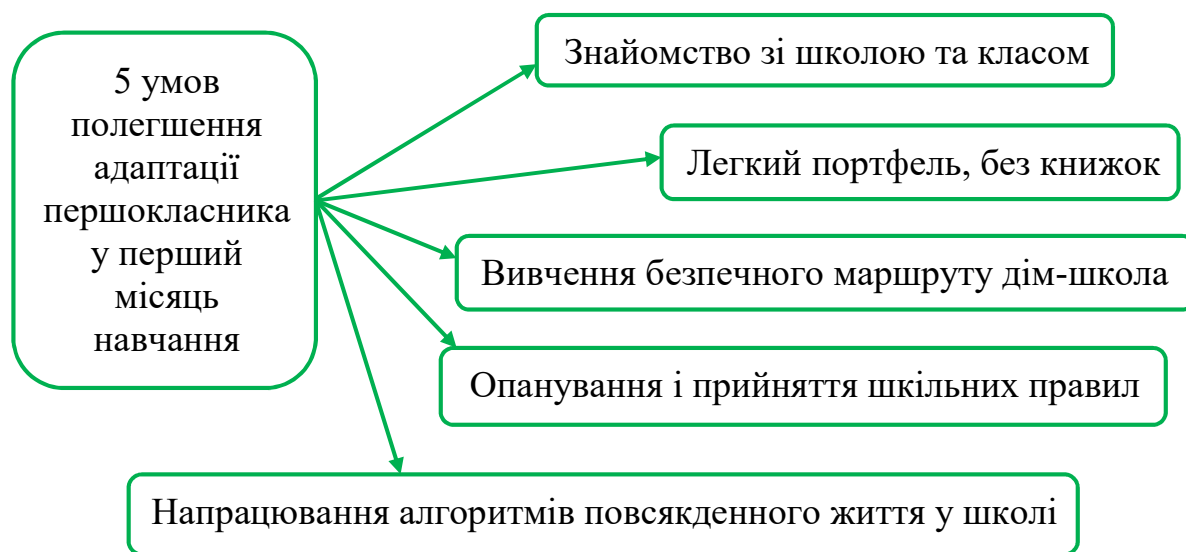 5 умов
полегшення
адаптації
першокласника
у перший
місяць
навчання
Знайомство зі школою та класом
Легкий портфель, без книжок
Вивчення безпечного маршруту дім-школа
Опанування і прийняття шкільних правил
Напрацювання алгоритмів повсякденного життя у школі